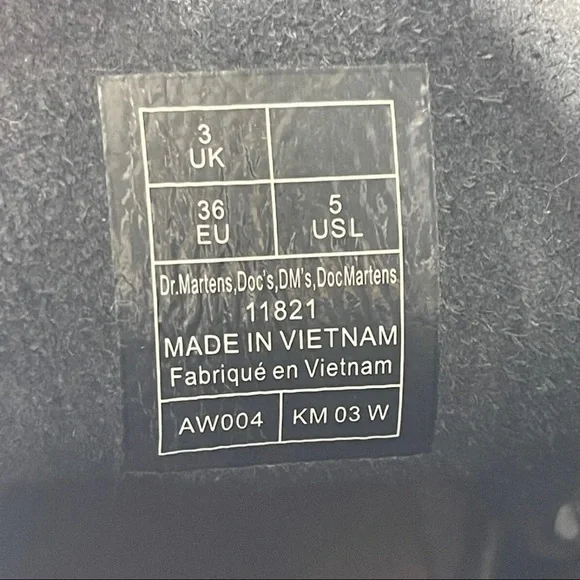 3
UK
36
EU
5
USL
Dr.Martens,Doc's,DM's,DocMartens
11821
MADE IN VIETNAM
Fabriqué en Vietnam
AW004
KM 03 W